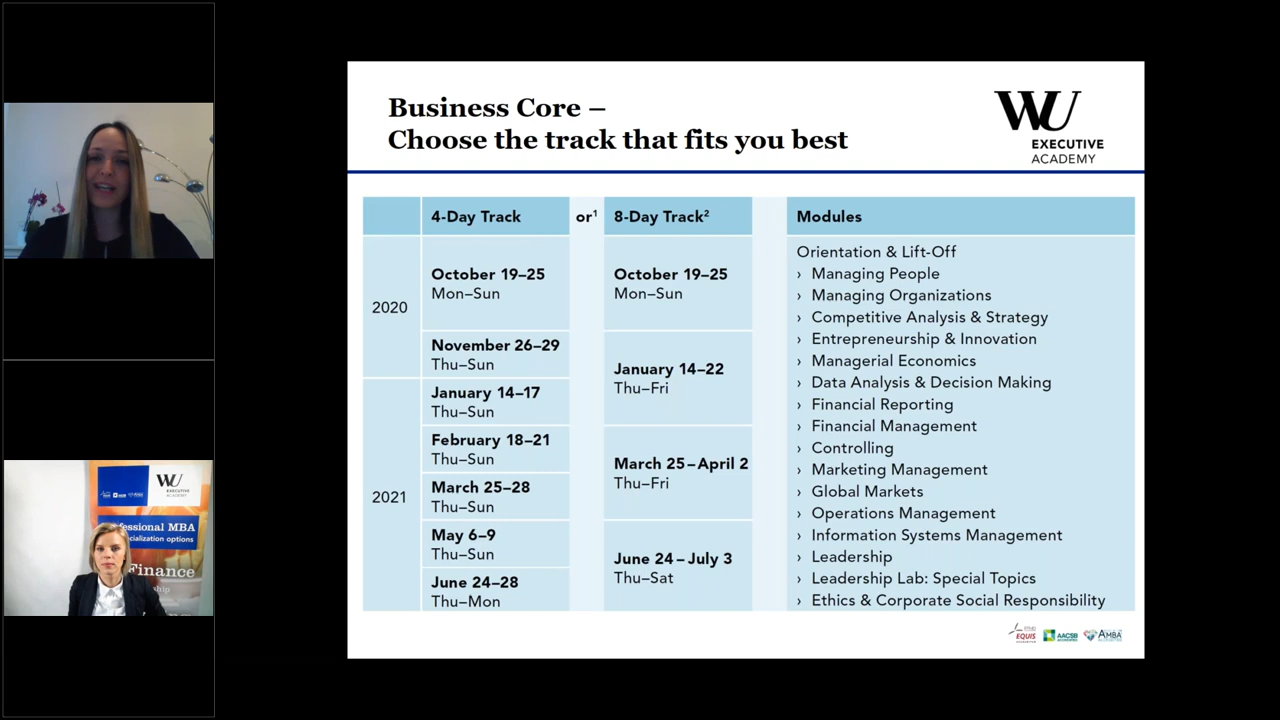 Business Core –
Choose the track that fits you best
WU
EXECUTIVE
ACADEMY
4-Day Track
or¹
8-Day Track²
Modules
2020
October 19–25
Mon–Sun
October 19–25
Mon–Sun
November 26–29
Thu–Sun
January 14–22
Thu–Fri
2021
January 14–17
Thu–Sun
February 18–21
Thu–Sun
March 25–April 2
Thu–Fri
March 25–28
Thu–Sun
May 6–9
Thu–Sun
June 24–July 3
Thu–Sat
June 24–28
Thu–Mon
Orientation & Lift-Off
› Managing People
› Managing Organizations
› Competitive Analysis & Strategy
› Entrepreneurship & Innovation
› Managerial Economics
› Data Analysis & Decision Making
› Financial Reporting
› Financial Management
› Controlling
› Marketing Management
› Global Markets
› Operations Management
› Information Systems Management
› Leadership
› Leadership Lab: Special Topics
› Ethics & Corporate Social Responsibility
EQUIS
AACSB
AMBA
WU
EXECUTIVE
ACADEMY
fessional MBA
cialization options
Finance